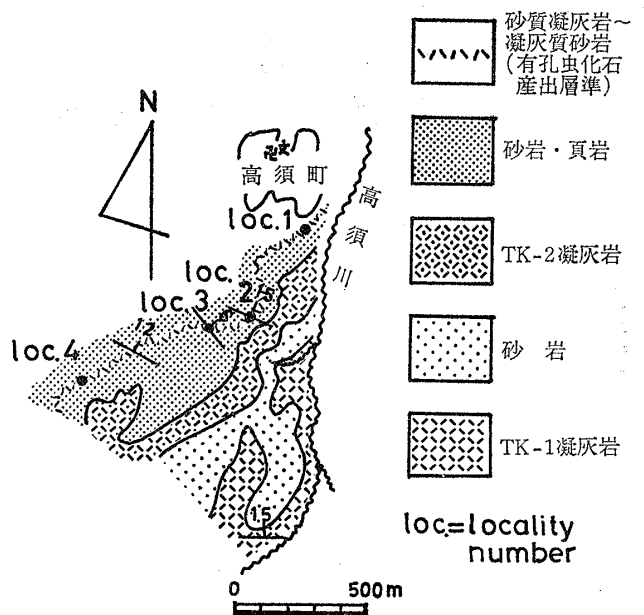 N
高須町
高須川
loc.1
loc.
2
15
loc.3
12
loc.4
15
0 500m
砂質凝灰岩～
凝灰質砂岩
(有孔虫化石
産出層準)
砂岩・頁岩
TK-2凝灰岩
砂 岩
TK-1凝灰岩
loc.=locality
number